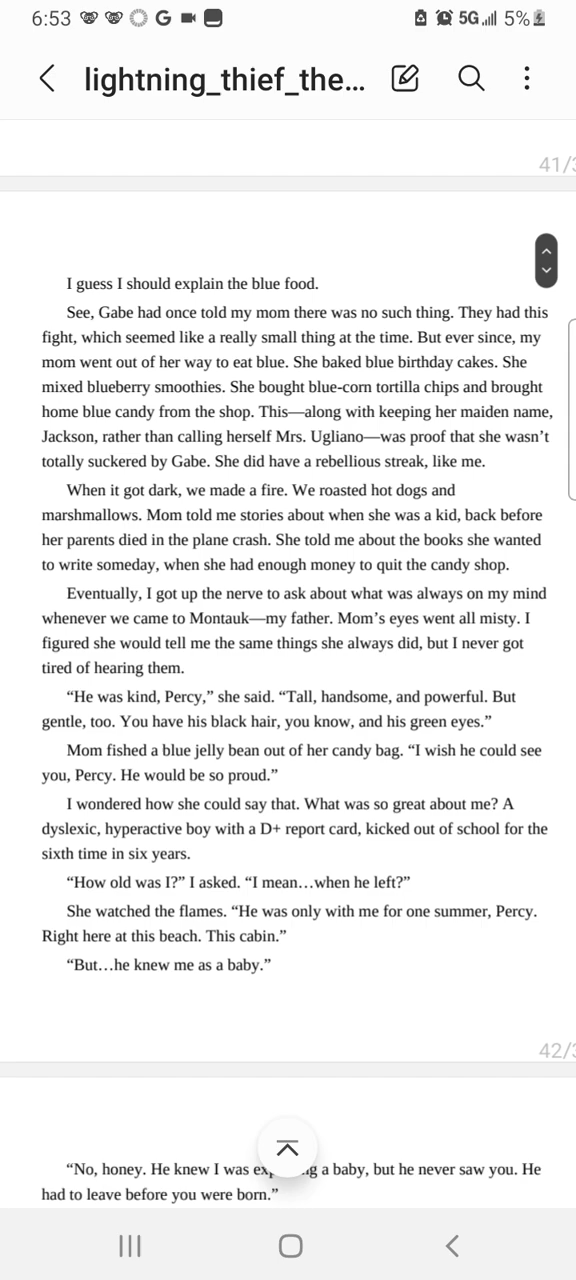 6:53 G 5G 5%
lightning_thief_the...
41/3
I guess I should explain the blue food.
See, Gabe had once told my mom there was no such thing. They had this
fight, which seemed like a really small thing at the time. But ever since, my
mom went out of her way to eat blue. She baked blue birthday cakes. She
mixed blueberry smoothies. She bought blue-corn tortilla chips and brought
home blue candy from the shop. This—along with keeping her maiden name,
Jackson, rather than calling herself Mrs. Ugliano—was proof that she wasn’t
totally suckered by Gabe. She did have a rebellious streak, like me.
When it got dark, we made a fire. We roasted hot dogs and
marshmallows. Mom told me stories about when she was a kid, back before
her parents died in the plane crash. She told me about the books she wanted
to write someday, when she had enough money to quit the candy shop.
Eventually, I got up the nerve to ask about what was always on my mind
whenever we came to Montauk—my father. Mom’s eyes went all misty. I
figured she would tell me the same things she always did, but I never got
tired of hearing them.
“He was kind, Percy,” she said. “Tall, handsome, and powerful. But
gentle, too. You have his black hair, you know, and his green eyes.”
Mom fished a blue jelly bean out of her candy bag. “I wish he could see
you, Percy. He would be so proud.”
I wondered how she could say that. What was so great about me? A
dyslexic, hyperactive boy with a D+ report card, kicked out of school for the
sixth time in six years.
“How old was I?” I asked. “I mean…when he left?”
She watched the flames. “He was only with me for one summer, Percy.
Right here at this beach. This cabin.”
“But…he knew me as a baby.”
42/3
“No, honey. He knew I was a baby, but he never saw you. He
had to leave before you were born.”